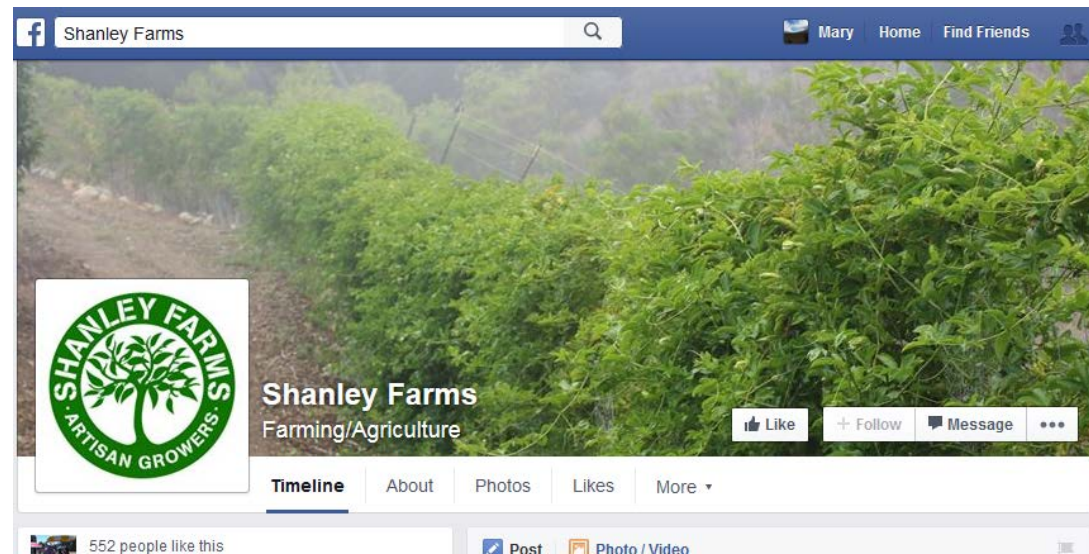 f Shanley Farms
Mary Home Find Friends
SHANLEY FARMS
· ARTISAN GROWERS ·
Shanley Farms
Farming/Agriculture
Like + Follow Message •••
Timeline About Photos Likes More ▾
552 people like this
Post Photo / Video